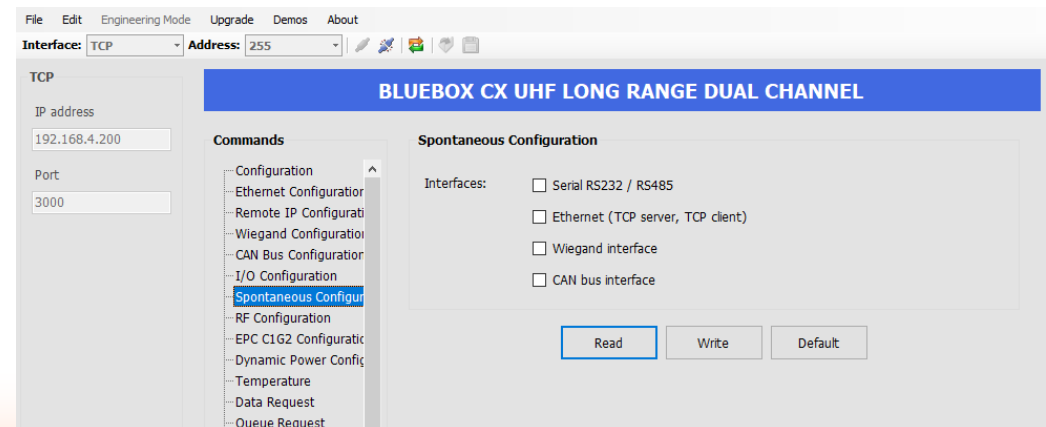 File Edit Engineering Mode Upgrade Demos About
Interface: TCP Address: 255
TCP
IP address
192.168.4.200
Port
3000
BLUEBOX CX UHF LONG RANGE DUAL CHANNEL
Commands
Configuration
Ethernet Configuration
Remote IP Configurati
Wiegand Configuration
CAN Bus Configuration
I/O Configuration
Spontaneous Configur
RF Configuration
EPC C1G2 Configuratic
Dynamic Power Config
Temperature
Data Request
Queue Request
Spontaneous Configuration
Interfaces:
Serial RS232 / RS485
Ethernet (TCP server, TCP client)
Wiegand interface
CAN bus interface
Read Write Default